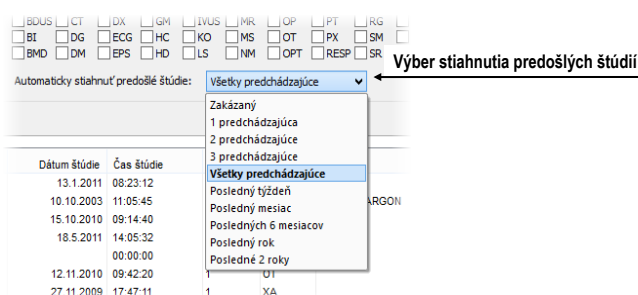 BDUS CT DX GM IVUS MR OP PT RG
BI DG ECG HC KO MS OT PX SM
BMD DM EPS HD LS NM OPT RESP SR
Výber stiahnutia predošlých štúdií
Automaticky stiahnuť predošlé štúdie: Všetky predchádzajúce
Zakázaný
1 predchádzajúca
2 predchádzajúce
3 predchádzajúce
Všetky predchádzajúce
Posledný týždeň
Posledný mesiac
Posledných 6 mesiacov
Posledný rok
Posledné 2 roky
Dátum štúdie Čas štúdie
13.1.2011 08:23:12
10.10.2003 11:05:45 ARGON
15.10.2010 09:14:40
18.5.2011 14:05:32
00:00:00
12.11.2010 09:42:20 1 OT
27.11.2009 17:47:11 1 XA